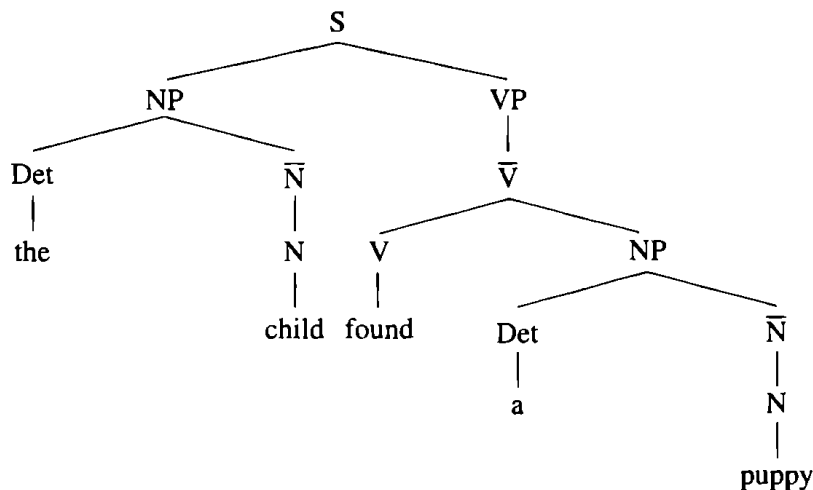 S
NP VP
Det N̅ V̅
the N V NP
child found Det N̅
a N
puppy